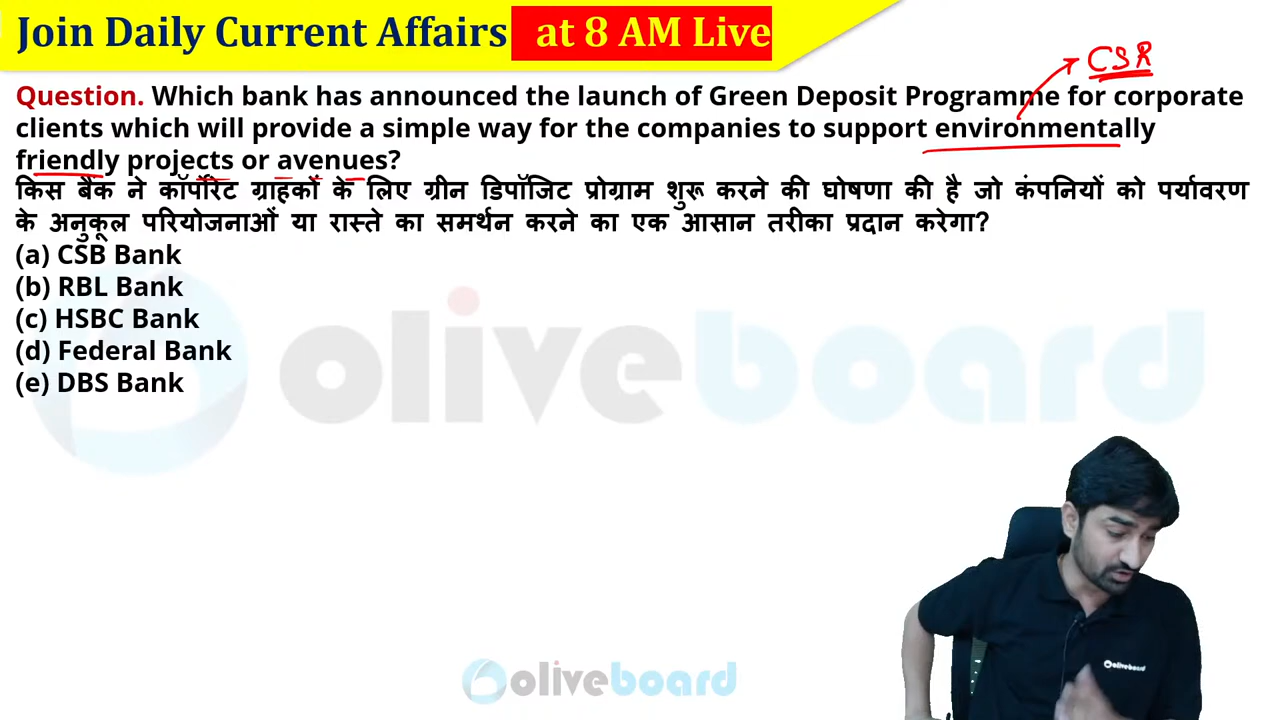 Join Daily Current Affairs at 8 AM Live
CSR
Question. Which bank has announced the launch of Green Deposit Programme for corporate
clients which will provide a simple way for the companies to support environmentally
friendly projects or avenues?
किस बैंक ने कॉर्पोरेट ग्राहकों के लिए ग्रीन डिपॉजिट प्रोग्राम शुरू करने की घोषणा की है जो कंपनियों को पर्यावरण
के अनुकूल परियोजनाओं या रास्ते का समर्थन करने का एक आसान तरीका प्रदान करेगा?
(a) CSB Bank
(b) RBL Bank
(c) HSBC Bank
(d) Federal Bank
(e) DBS Bank
oliveboard
oliveboard
oliveboard